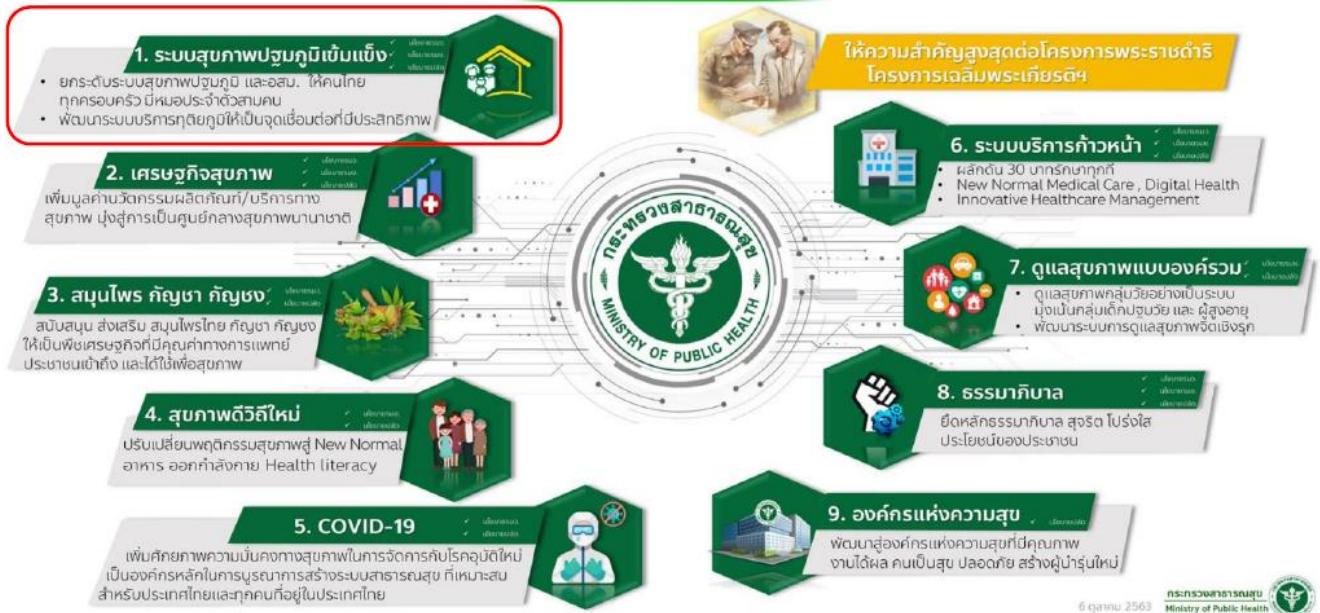 1. ระบบสุขภาพปฐมภูมิเข้มแข็ง
• ยกระดับระบบสุขภาพปฐมภูมิ และอสม. ให้คนไทย
ทุกครอบครัว มีหมอประจำตัวสามคน
• พัฒนาระบบบริการทุติยภูมิให้เป็นจุดเชื่อมต่อที่มีประสิทธิภาพ
2. เศรษฐกิจสุขภาพ
เพิ่มมูลค่านวัตกรรมผลิตภัณฑ์/บริการทาง
สุขภาพ มุ่งสู่การเป็นศูนย์กลางสุขภาพนานาชาติ
3. สมุนไพร กัญชา กัญชง
สนับสนุน ส่งเสริม สมุนไพรไทย กัญชา กัญชง
ให้เป็นพืชเศรษฐกิจที่มีคุณค่าทางการแพทย์
ประชาชนเข้าถึง และได้ใช้เพื่อสุขภาพ
4. สุขภาพดีวิถีใหม่
ปรับเปลี่ยนพฤติกรรมสุขภาพสู่ New Normal
อาหาร ออกกำลังกาย Health literacy
5. COVID-19
เพิ่มศักยภาพความมั่นคงทางสุขภาพในการจัดการกับโรคอุบัติใหม่
เป็นองค์กรหลักในการบูรณาการสร้างระบบสาธารณสุข ที่เหมาะสม
สำหรับประเทศไทยและทุกคนที่อยู่ในประเทศไทย
กระทรวงสาธารณสุข
MINISTRY OF PUBLIC HEALTH
ให้ความสำคัญสูงสุดต่อโครงการพระราชดำริ
โครงการเฉลิมพระเกียรติฯ
6. ระบบบริการก้าวหน้า
• ผลักดัน 30 บาทรักษาทุกที่
• New Normal Medical Care , Digital Health
• Innovative Healthcare Management
7. ดูแลสุขภาพแบบองค์รวม
• ดูแลสุขภาพกลุ่มวัยอย่างเป็นระบบ
มุ่งเน้นกลุ่มเด็กปฐมวัย และ ผู้สูงอายุ
• พัฒนาระบบการดูแลสุขภาพจิตเชิงรุก
8. ธรรมาภิบาล
ยึดหลักธรรมาภิบาล สุจริต โปร่งใส
ประโยชน์ของประชาชน
9. องค์กรแห่งความสุข
พัฒนาสู่องค์กรแห่งความสุขที่มีคุณภาพ
งานได้ผล คนเป็นสุข ปลอดภัย สร้างผู้นำรุ่นใหม่
6 ตุลาคม 2563
กระทรวงสาธารณสุข
Ministry of Public Health